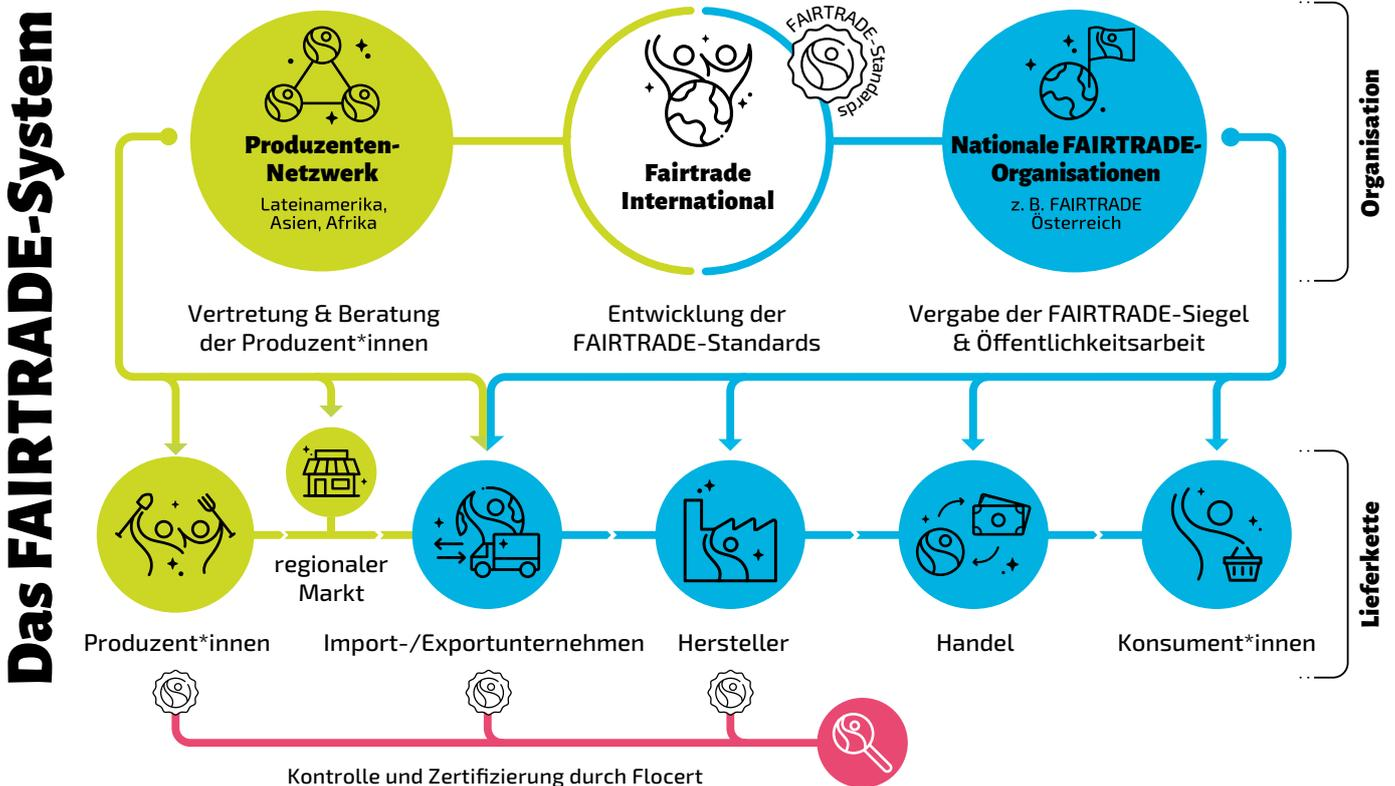 Das FAIRTRADE-System
Produzenten-
Netzwerk
Lateinamerika,
Asien, Afrika
Fairtrade
International
FAIRTRADE-Standards
Nationale FAIRTRADE-
Organisationen
z. B. FAIRTRADE
Österreich
Organisation
Vertretung & Beratung
der Produzent*innen
Entwicklung der
FAIRTRADE-Standards
Vergabe der FAIRTRADE-Siegel
& Öffentlichkeitsarbeit
regionaler
Markt
Lieferkette
Produzent*innen
Import-/Exportunternehmen
Hersteller
Handel
Konsument*innen
Kontrolle und Zertifizierung durch Flocert